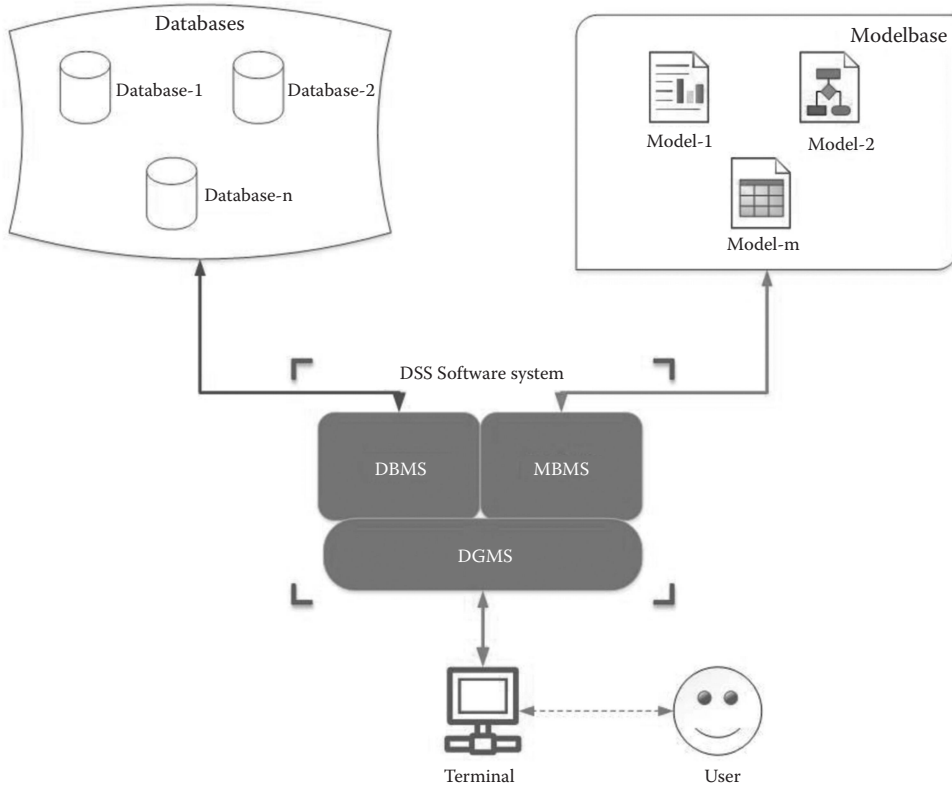 Databases
Database-1
Database-2
Database-n
Modelbase
Model-1
Model-2
Model-m
DSS Software system
DBMS
MBMS
DGMS
Terminal
User